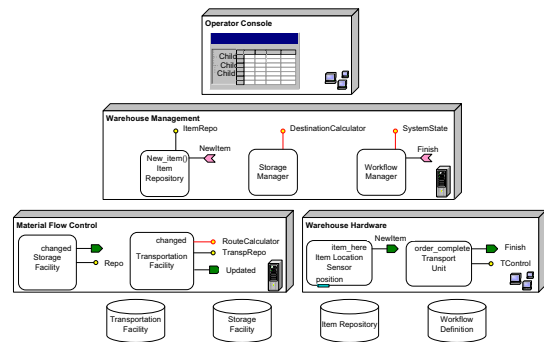 Operator Console
Child
Child
Child
Warehouse Management
ItemRepo
DestinationCalculator
SystemState
NewItem
Finish
New_item()
Item
Repository
Storage
Manager
Workflow
Manager
Material Flow Control
changed
Storage
Facility
Repo
changed
Transportation
Facility
RouteCalculator
TranspRepo
Updated
Warehouse Hardware
NewItem
item_here
Item Location
Sensor
position
order_complete
Transport
Unit
Finish
TControl
Transportation
Facility
Storage
Facility
Item Repository
Workflow
Definition